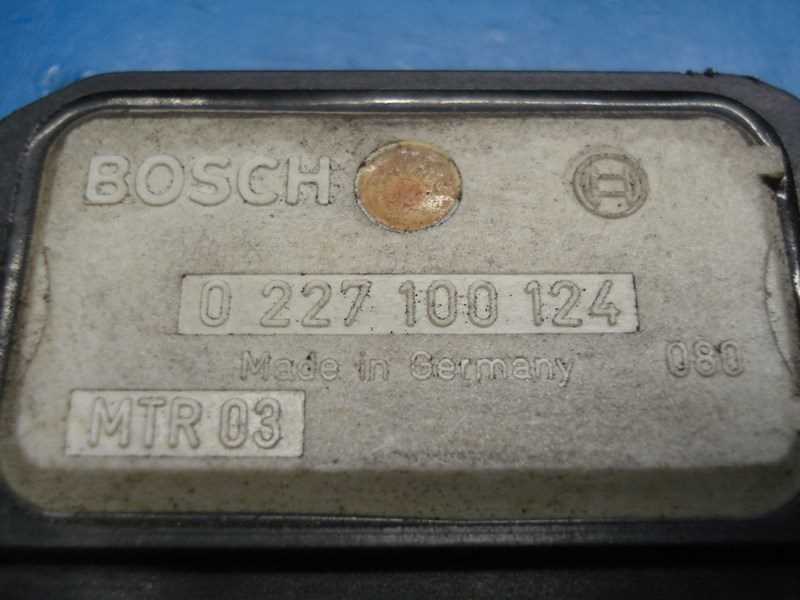 BOSCH
0 227 100 124
Made in Germany 080
MTR 03